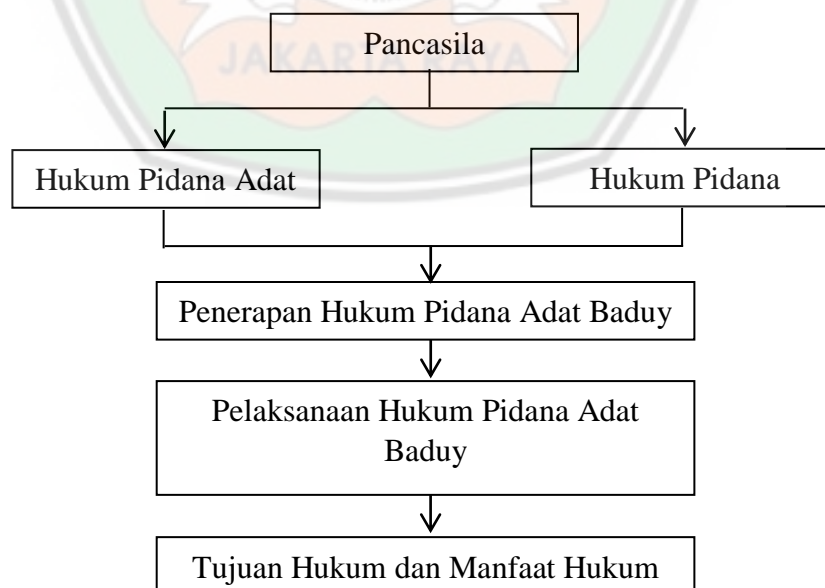 Pancasila
JAKARTA RAYA
Hukum Pidana Adat
Hukum Pidana
Penerapan Hukum Pidana Adat Baduy
Pelaksanaan Hukum Pidana Adat
Baduy
Tujuan Hukum dan Manfaat Hukum